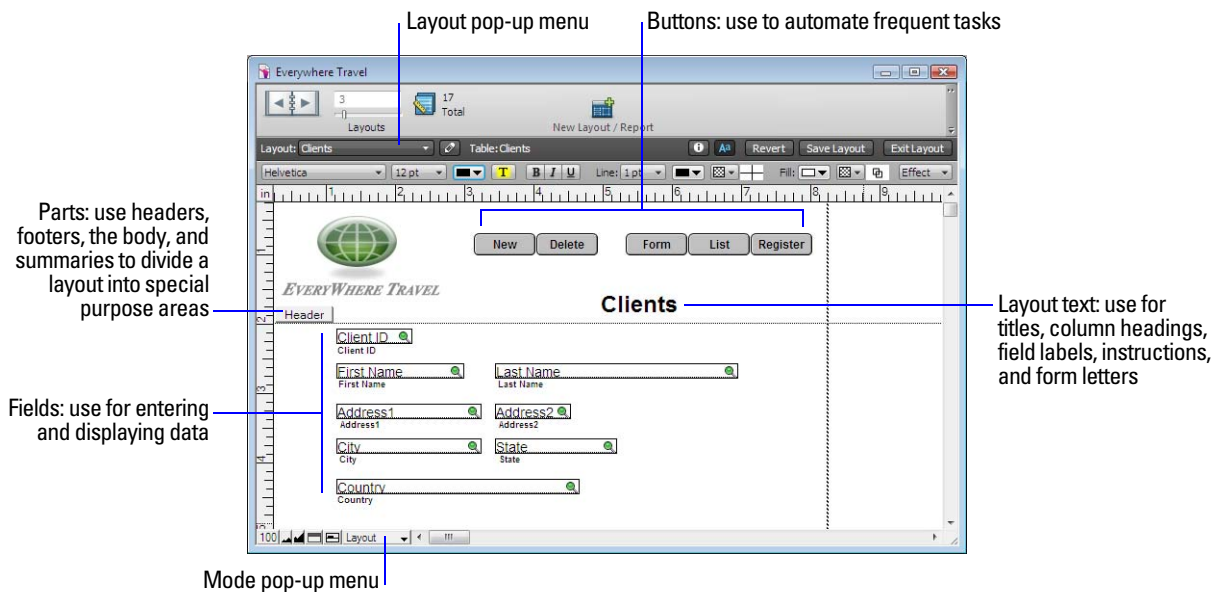 Layout pop-up menu
Buttons: use to automate frequent tasks
Everywhere Travel
3
Layouts
17
Total
New Layout / Report
Layout: Clients
Table: Clients
Aa
Revert
Save Layout
Exit Layout
Helvetica
12 pt
T
B I U
Line: 1 pt
Fill:
Effect
in 1 2 3 4 5 6 7 8 9
Parts: use headers,
footers, the body, and
summaries to divide a
layout into special
purpose areas
New
Delete
Form
List
Register
EVERYWHERE TRAVEL
Clients
Header
Layout text: use for
titles, column headings,
field labels, instructions,
and form letters
Client ID
Client ID
First Name
Last Name
First Name
Last Name
Fields: use for entering
and displaying data
Address1
Address2
Address1
Address2
City
State
City
State
Country
Country
100
Layout
Mode pop-up menu